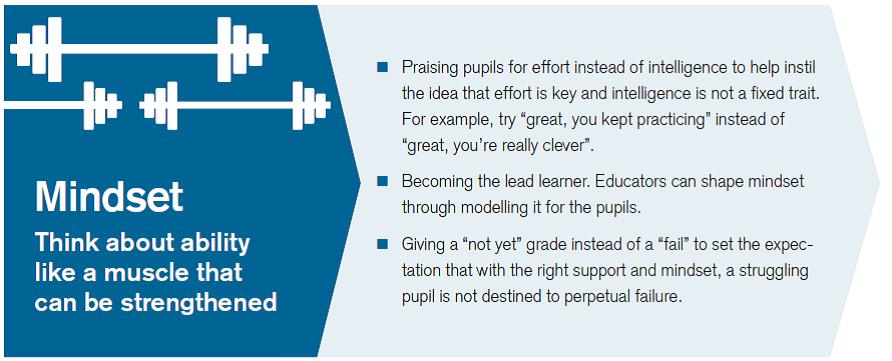 Mindset
Think about ability
like a muscle that
can be strengthened
■ Praising pupils for effort instead of intelligence to help instil
the idea that effort is key and intelligence is not a fixed trait.
For example, try “great, you kept practicing” instead of
“great, you’re really clever”.
■ Becoming the lead learner. Educators can shape mindset
through modelling it for the pupils.
■ Giving a “not yet” grade instead of a “fail” to set the expec-
tation that with the right support and mindset, a struggling
pupil is not destined to perpetual failure.